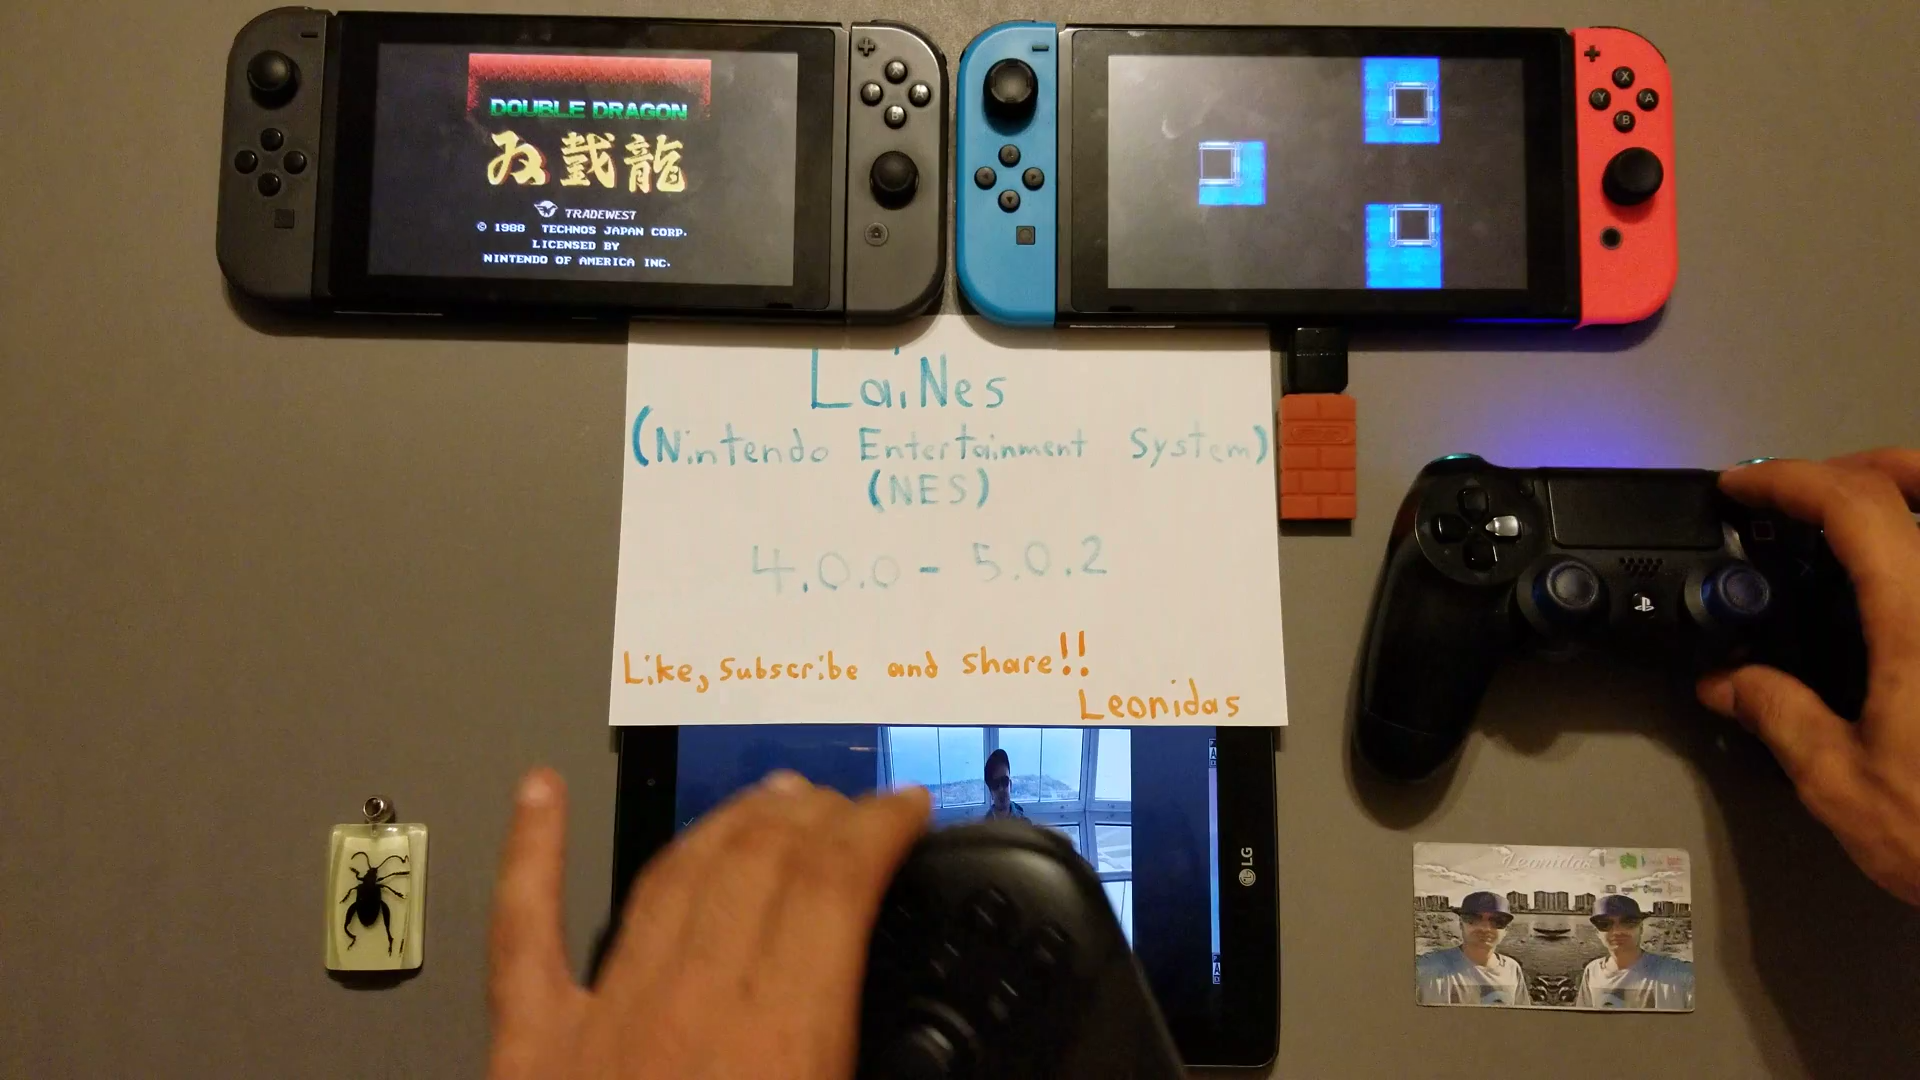 DOUBLE DRAGON
双截龍
TRADEWEST
© 1988 TECHNOS JAPAN CORP.
LICENSED BY
NINTENDO OF AMERICA INC.
Y
X
A
B
X
Y
A
B
LaiNes
(Nintendo Entertainment System)
(NES)
4.0.0 - 5.0.2
Like, Subscribe and share!!
Leonidas
LG
Leonidas